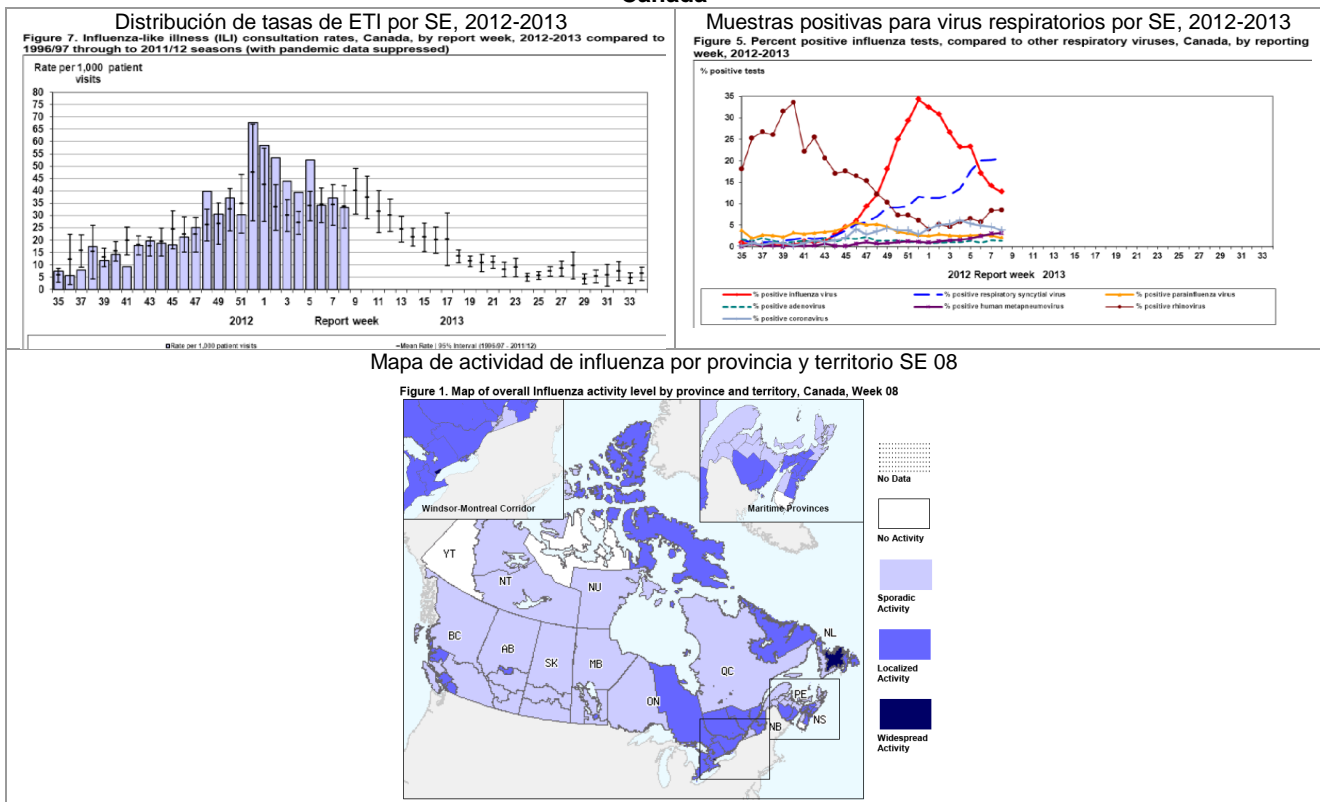 Canada
Distribución de tasas de ETI por SE, 2012-2013
Figure 7. Influenza-like illness (ILI) consultation rates, Canada, by report week, 2012-2013 compared to
1996/97 through to 2011/12 seasons (with pandemic data suppressed)
Rate per 1,000 patient
visits
80
75
70
65
60
55
50
45
40
35
30
25
20
15
10
5
0
35 37 39 41 43 45 47 49 51 1 3 5 7 9 11 13 15 17 19 21 23 25 27 29 31 33
2012 Report week 2013
Rate per 1,000 patient visits Mean Rate | 95% Interval (1996/97 - 2011/12)
Muestras positivas para virus respiratorios por SE, 2012-2013
Figure 5. Percent positive influenza tests, compared to other respiratory viruses, Canada, by reporting
week, 2012-2013
% positive tests
35
30
25
20
15
10
5
0
35 37 39 41 43 45 47 49 51 1 3 5 7 9 11 13 15 17 19 21 23 25 27 29 31 33
2012 Report week 2013
% positive influenza virus % positive respiratory syncytial virus % positive parainfluenza virus
% positive adenovirus % positive human metapneumovirus % positive rhinovirus
% positive coronavirus
Mapa de actividad de influenza por provincia y territorio SE 08
Figure 1. Map of overall Influenza activity level by province and territory, Canada, Week 08
Windsor-Montreal Corridor
Maritime Provinces
YT
NT
NU
BC
AB
SK
MB
ON
QC
NL
PE
NB
NS
No Data
No Activity
Sporadic
Activity
Localized
Activity
Widespread
Activity